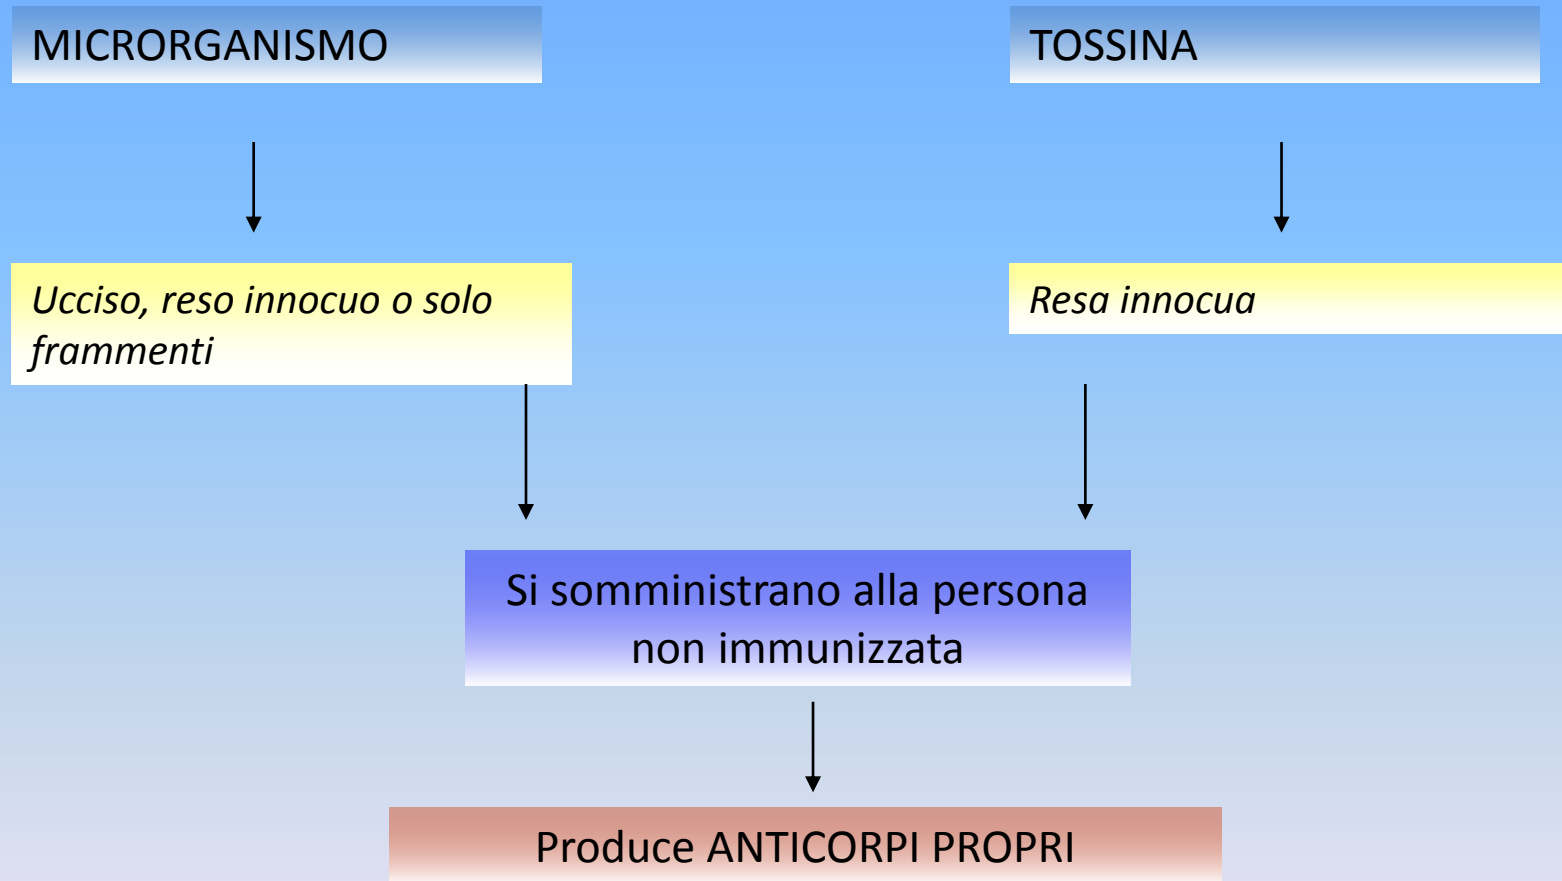 MICRORGANISMO
TOSSINA
Ucciso, reso innocuo o solo
frammenti
Resa innocua
Si somministrano alla persona
non immunizzata
Produce ANTICORPI PROPRI